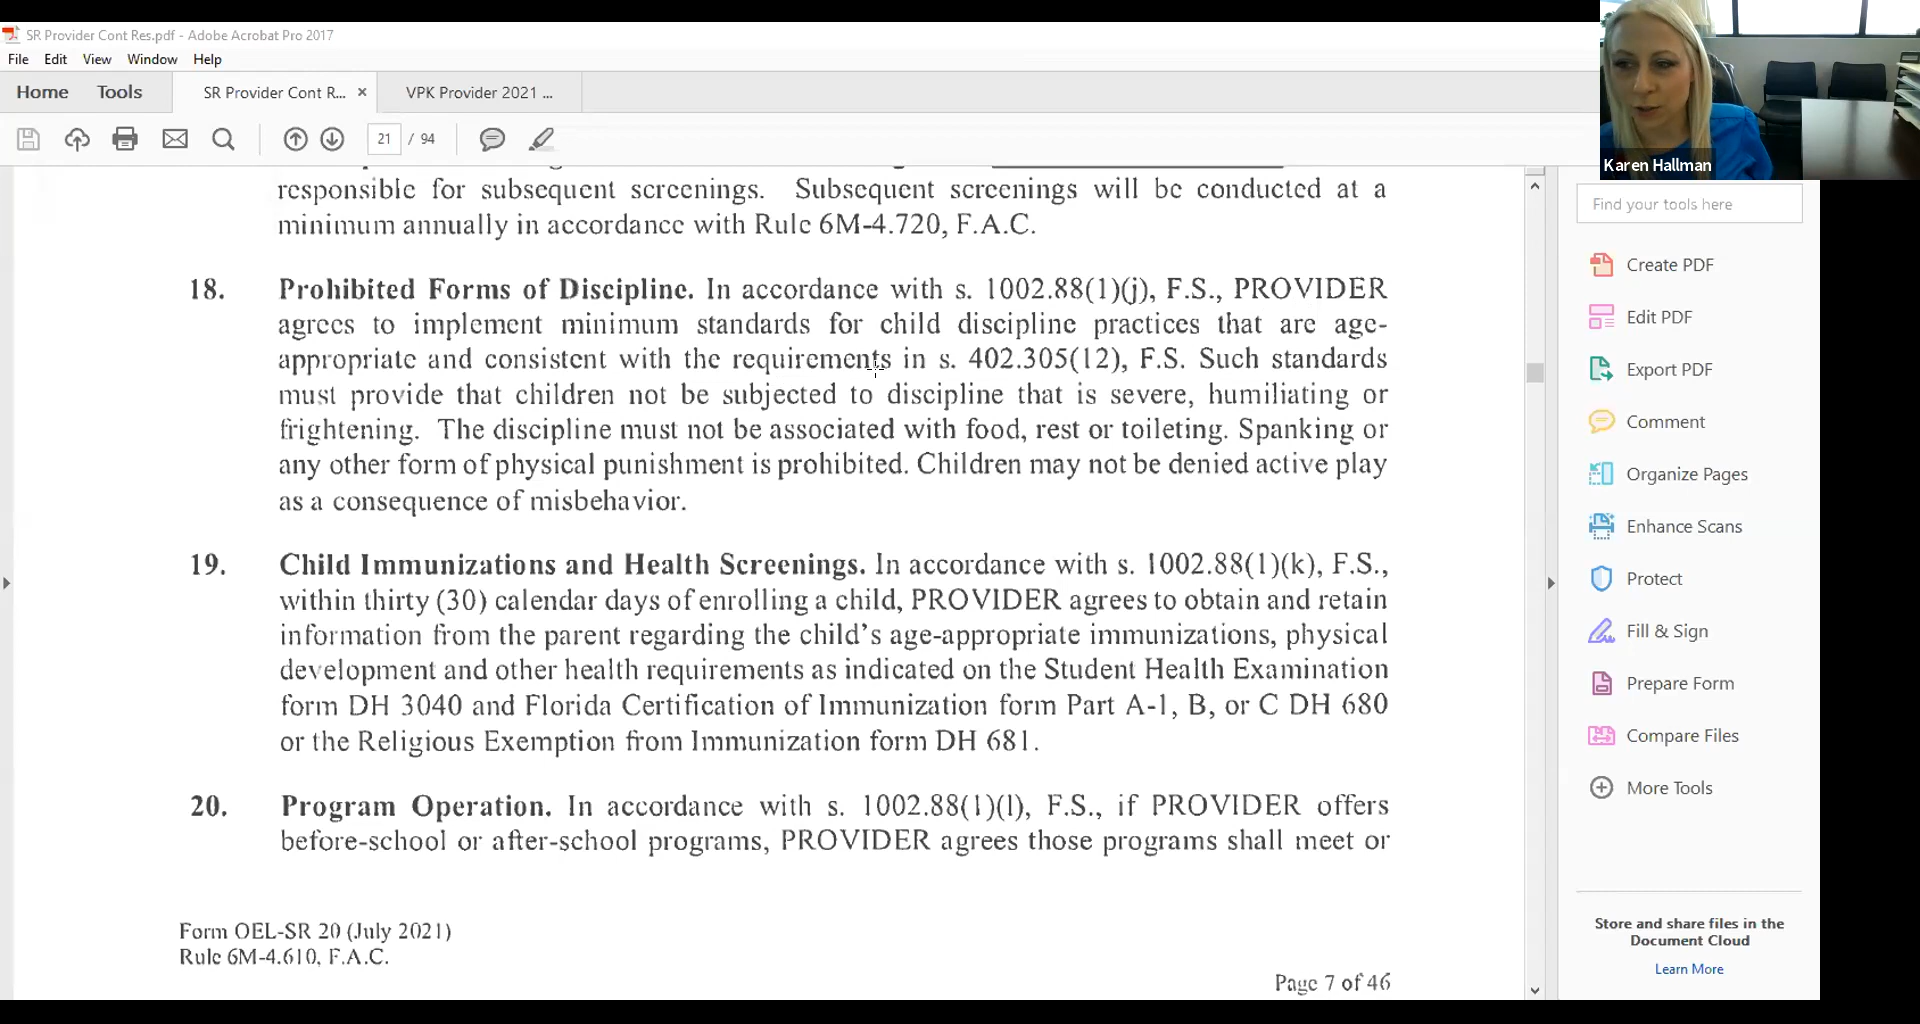 SR Provider Cont Res.pdf - Adobe Acrobat Pro 2017
File Edit View Window Help
Home Tools SR Provider Cont R... × VPK Provider 2021 ...
21 / 94
Karen Hallman
responsible for subsequent screenings. Subsequent screenings will be conducted at a
minimum annually in accordance with Rule 6M-4.720, F.A.C.
18. Prohibited Forms of Discipline. In accordance with s. 1002.88(1)(j), F.S., PROVIDER
agrees to implement minimum standards for child discipline practices that are age-
appropriate and consistent with the requirements in s. 402.305(12), F.S. Such standards
must provide that children not be subjected to discipline that is severe, humiliating or
frightening. The discipline must not be associated with food, rest or toileting. Spanking or
any other form of physical punishment is prohibited. Children may not be denied active play
as a consequence of misbehavior.
19. Child Immunizations and Health Screenings. In accordance with s. 1002.88(1)(k), F.S.,
within thirty (30) calendar days of enrolling a child, PROVIDER agrees to obtain and retain
information from the parent regarding the child's age-appropriate immunizations, physical
development and other health requirements as indicated on the Student Health Examination
form DH 3040 and Florida Certification of Immunization form Part A-1, B, or C DH 680
or the Religious Exemption from Immunization form DH 681.
20. Program Operation. In accordance with s. 1002.88(1)(l), F.S., if PROVIDER offers
before-school or after-school programs, PROVIDER agrees those programs shall meet or
Form OEL-SR 20 (July 2021)
Rule 6M-4.610, F.A.C.
Page 7 of 46
Find your tools here
Create PDF
Edit PDF
Export PDF
Comment
Organize Pages
Enhance Scans
Protect
Fill & Sign
Prepare Form
Compare Files
More Tools
Store and share files in the
Document Cloud
Learn More